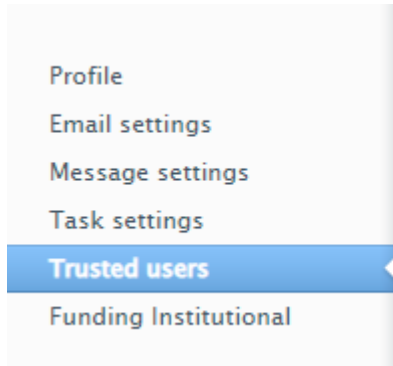 Profile
Email settings
Message settings
Task settings
Trusted users
Funding Institutional